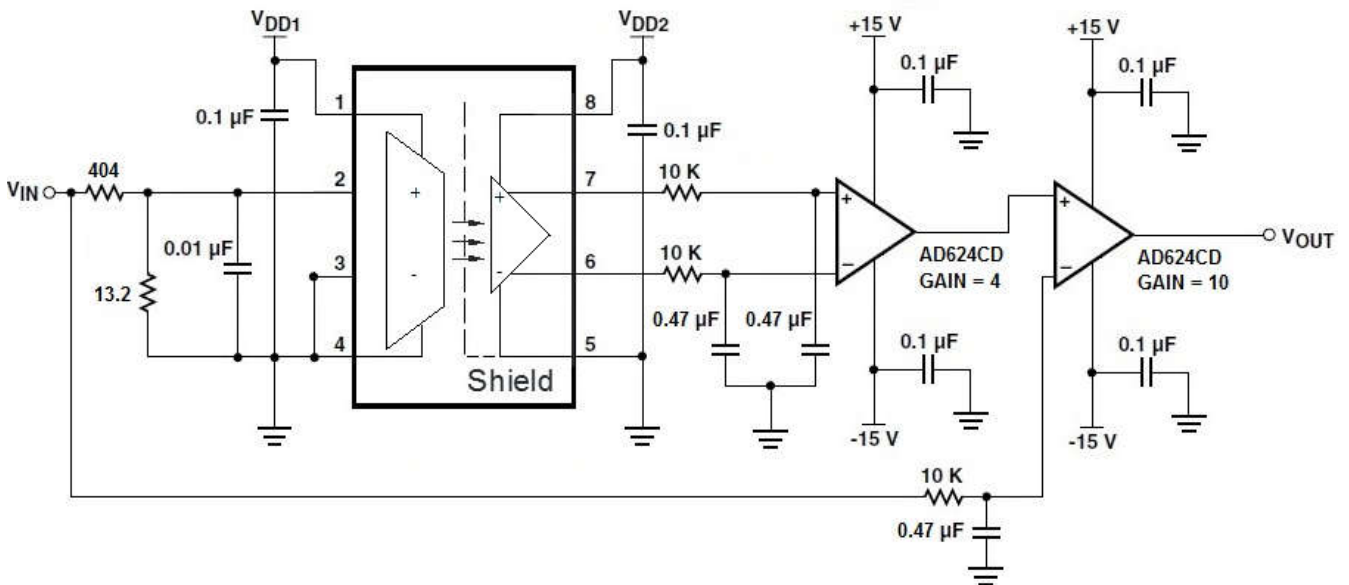 VDD1
VDD2
+15 V
+15 V
0.1 µF
0.1 µF
0.1 µF
0.1 µF
1
8
404
10 K
VIN
2
7
+
+
+
+
0.01 µF
3
10 K
6
-
-
−
−
AD624CD
GAIN = 4
AD624CD
GAIN = 10
VOUT
13.2
0.47 µF
0.47 µF
4
5
Shield
0.1 µF
0.1 µF
-15 V
-15 V
10 K
0.47 µF